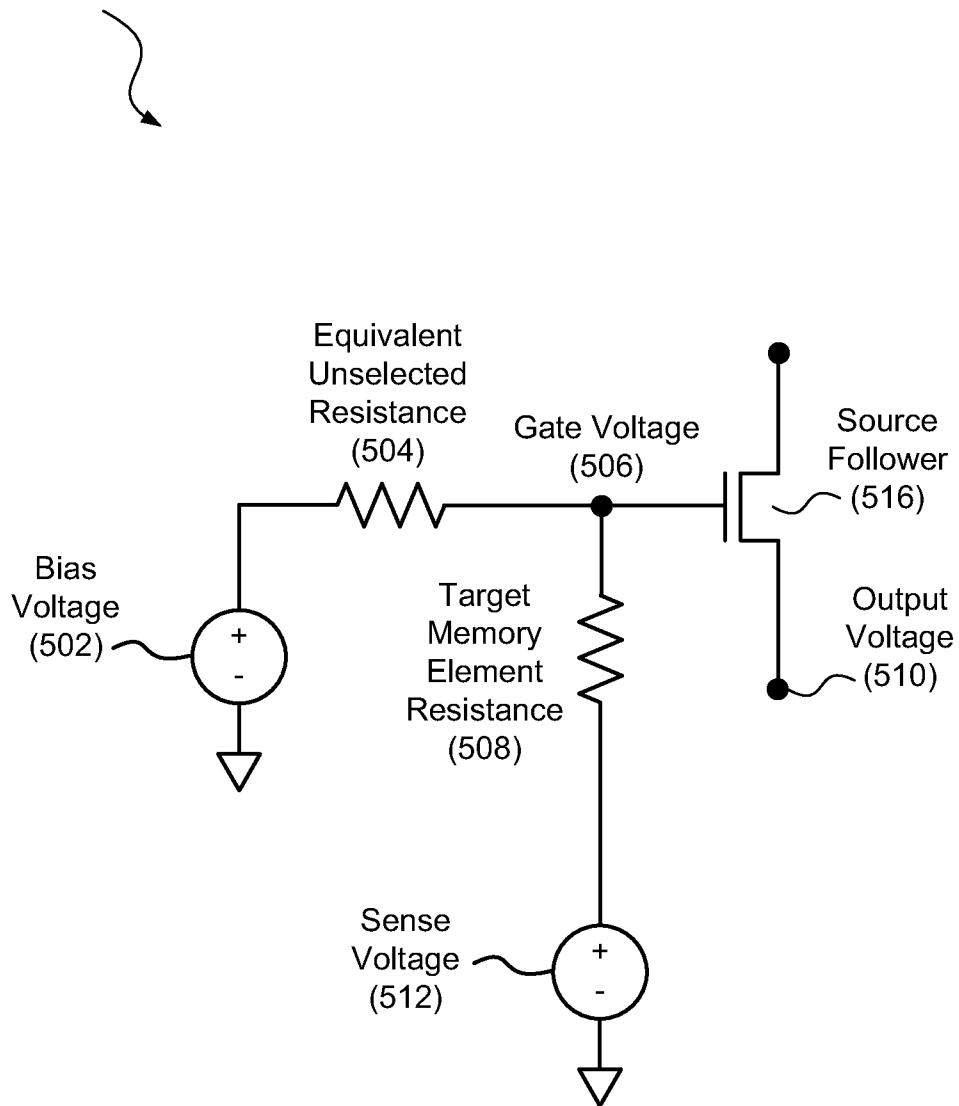 Equivalent
Unselected
Resistance
(504)
Gate Voltage
(506)
Source
Follower
(516)
Bias
Voltage
(502)
+
-
Target
Memory
Element
Resistance
(508)
Output
Voltage
(510)
Sense
Voltage
(512)
+
-